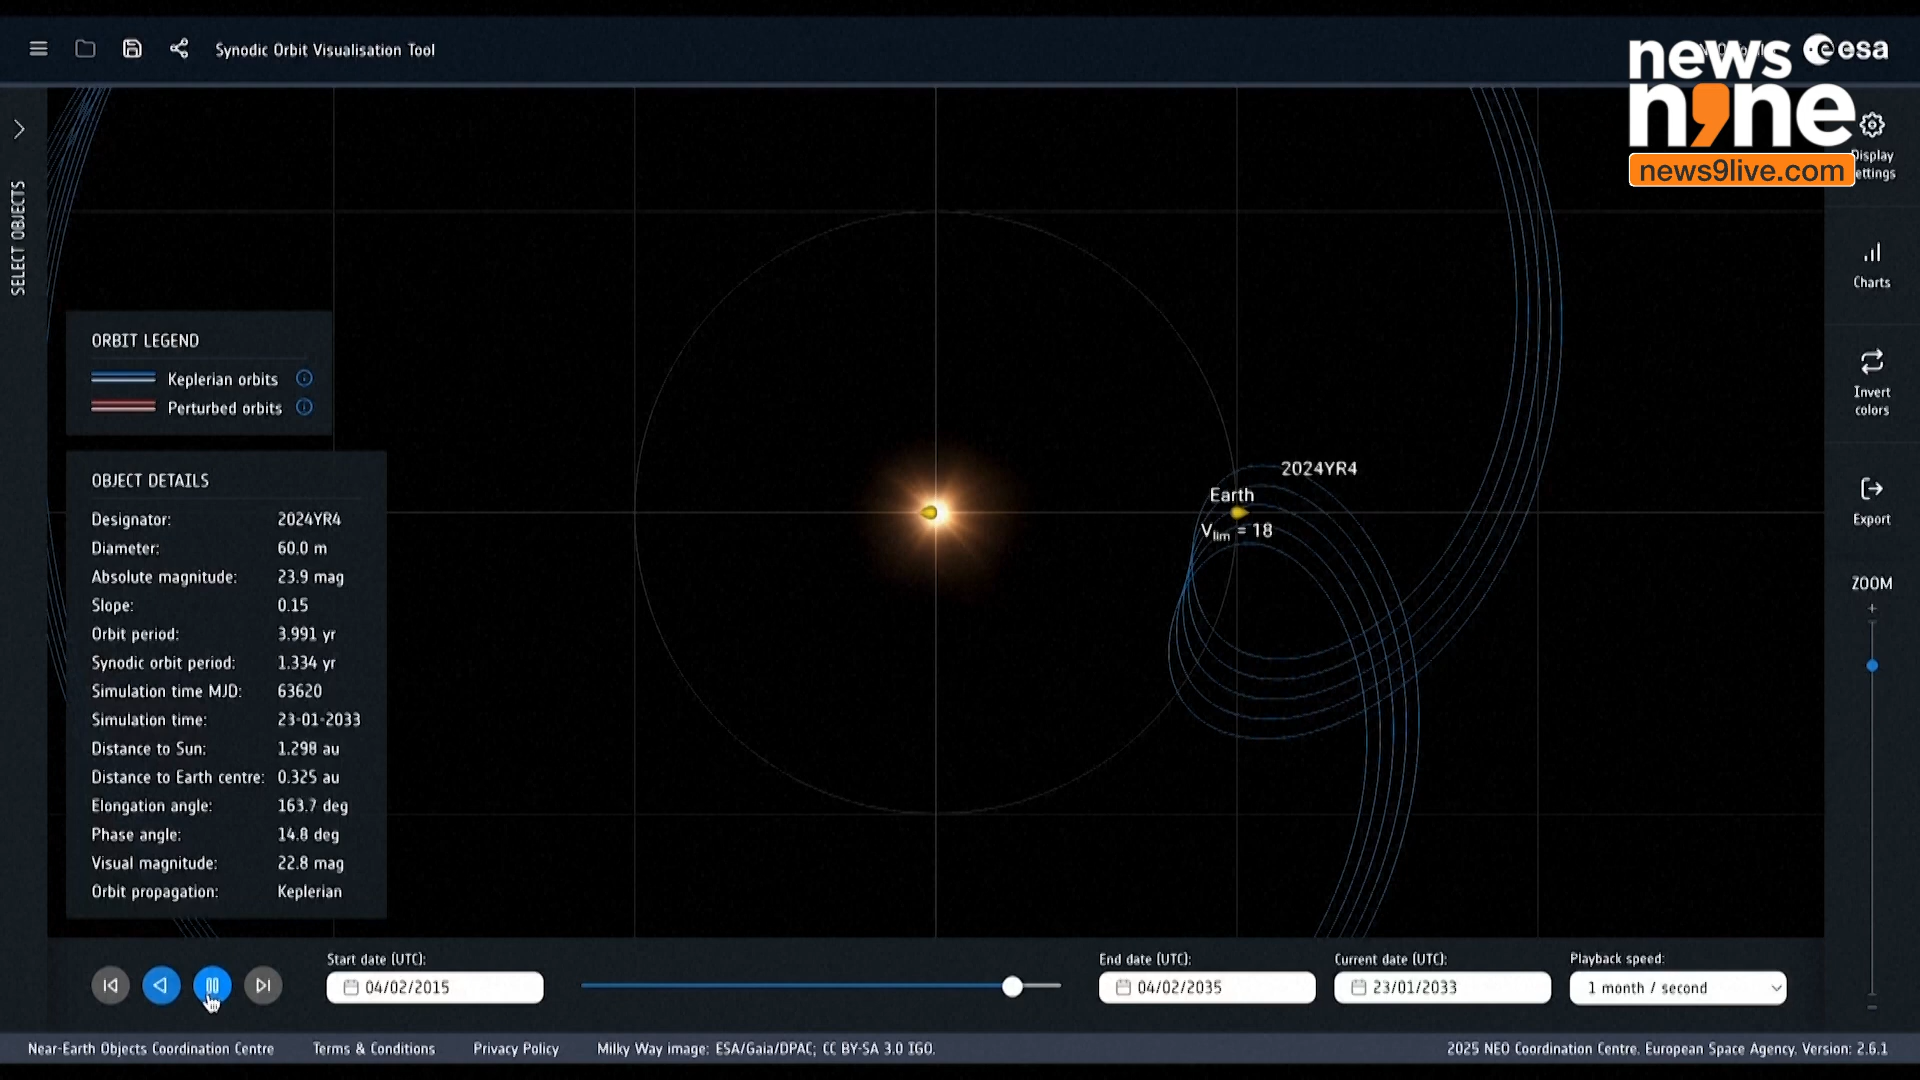 Synodic Orbit Visualisation Tool
esa
news
nine
news9live.com
Display
ettings
SELECT OBJECTS
Charts
ORBIT LEGEND
Keplerian orbits
Perturbed orbits
Invert
colors
2024YR4
Earth
Vlim = 18
OBJECT DETAILS
Designator: 2024YR4
Diameter: 60.0 m
Absolute magnitude: 23.9 mag
Slope: 0.15
Orbit period: 3.991 yr
Synodic orbit period: 1.334 yr
Simulation time MJD: 63620
Simulation time: 23-01-2033
Distance to Sun: 1.298 au
Distance to Earth centre: 0.325 au
Elongation angle: 163.7 deg
Phase angle: 14.8 deg
Visual magnitude: 22.8 mag
Orbit propagation: Keplerian
Export
ZOOM
Start date (UTC):
04/02/2015
End date (UTC):
04/02/2035
Current date (UTC):
23/01/2033
Playback speed:
1 month / second
Near-Earth Objects Coordination Centre Terms & Conditions Privacy Policy Milky Way image: ESA/Gaia/DPAC; CC BY-SA 3.0 IGO.
2025 NEO Coordination Centre. European Space Agency. Version: 2.6.1